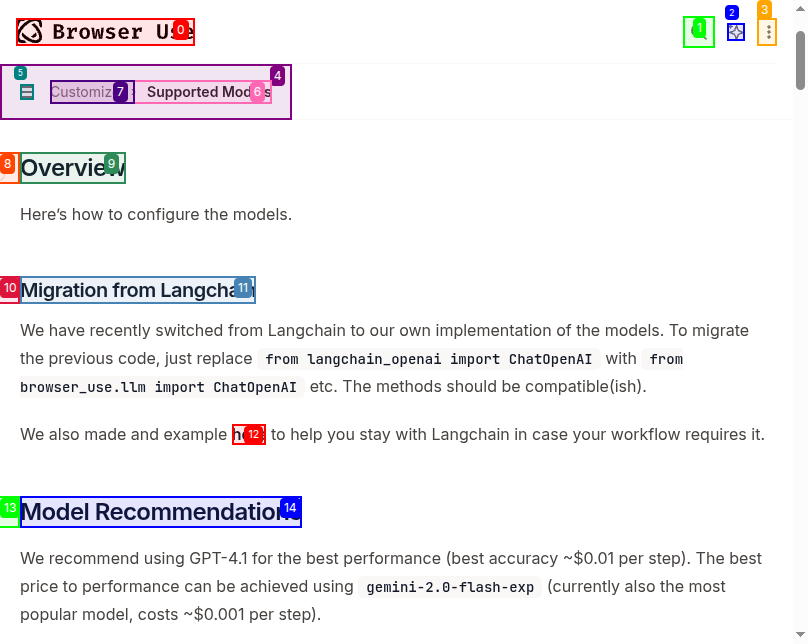 Browser Use
0
1
2
3
4
5
Customize
7
Supported Models
6
8
Overview
9
Here's how to configure the models.
10
Migration from Langchain
11
We have recently switched from Langchain to our own implementation of the models. To migrate
the previous code, just replace from langchain_openai import ChatOpenAI with from
browser_use.llm import ChatOpenAI etc. The methods should be compatible(ish).
We also made and example here to help you stay with Langchain in case your workflow requires it.
12
13
Model Recommendations
14
We recommend using GPT-4.1 for the best performance (best accuracy ~$0.01 per step). The best
price to performance can be achieved using gemini-2.0-flash-exp (currently also the most
popular model, costs ~$0.001 per step).